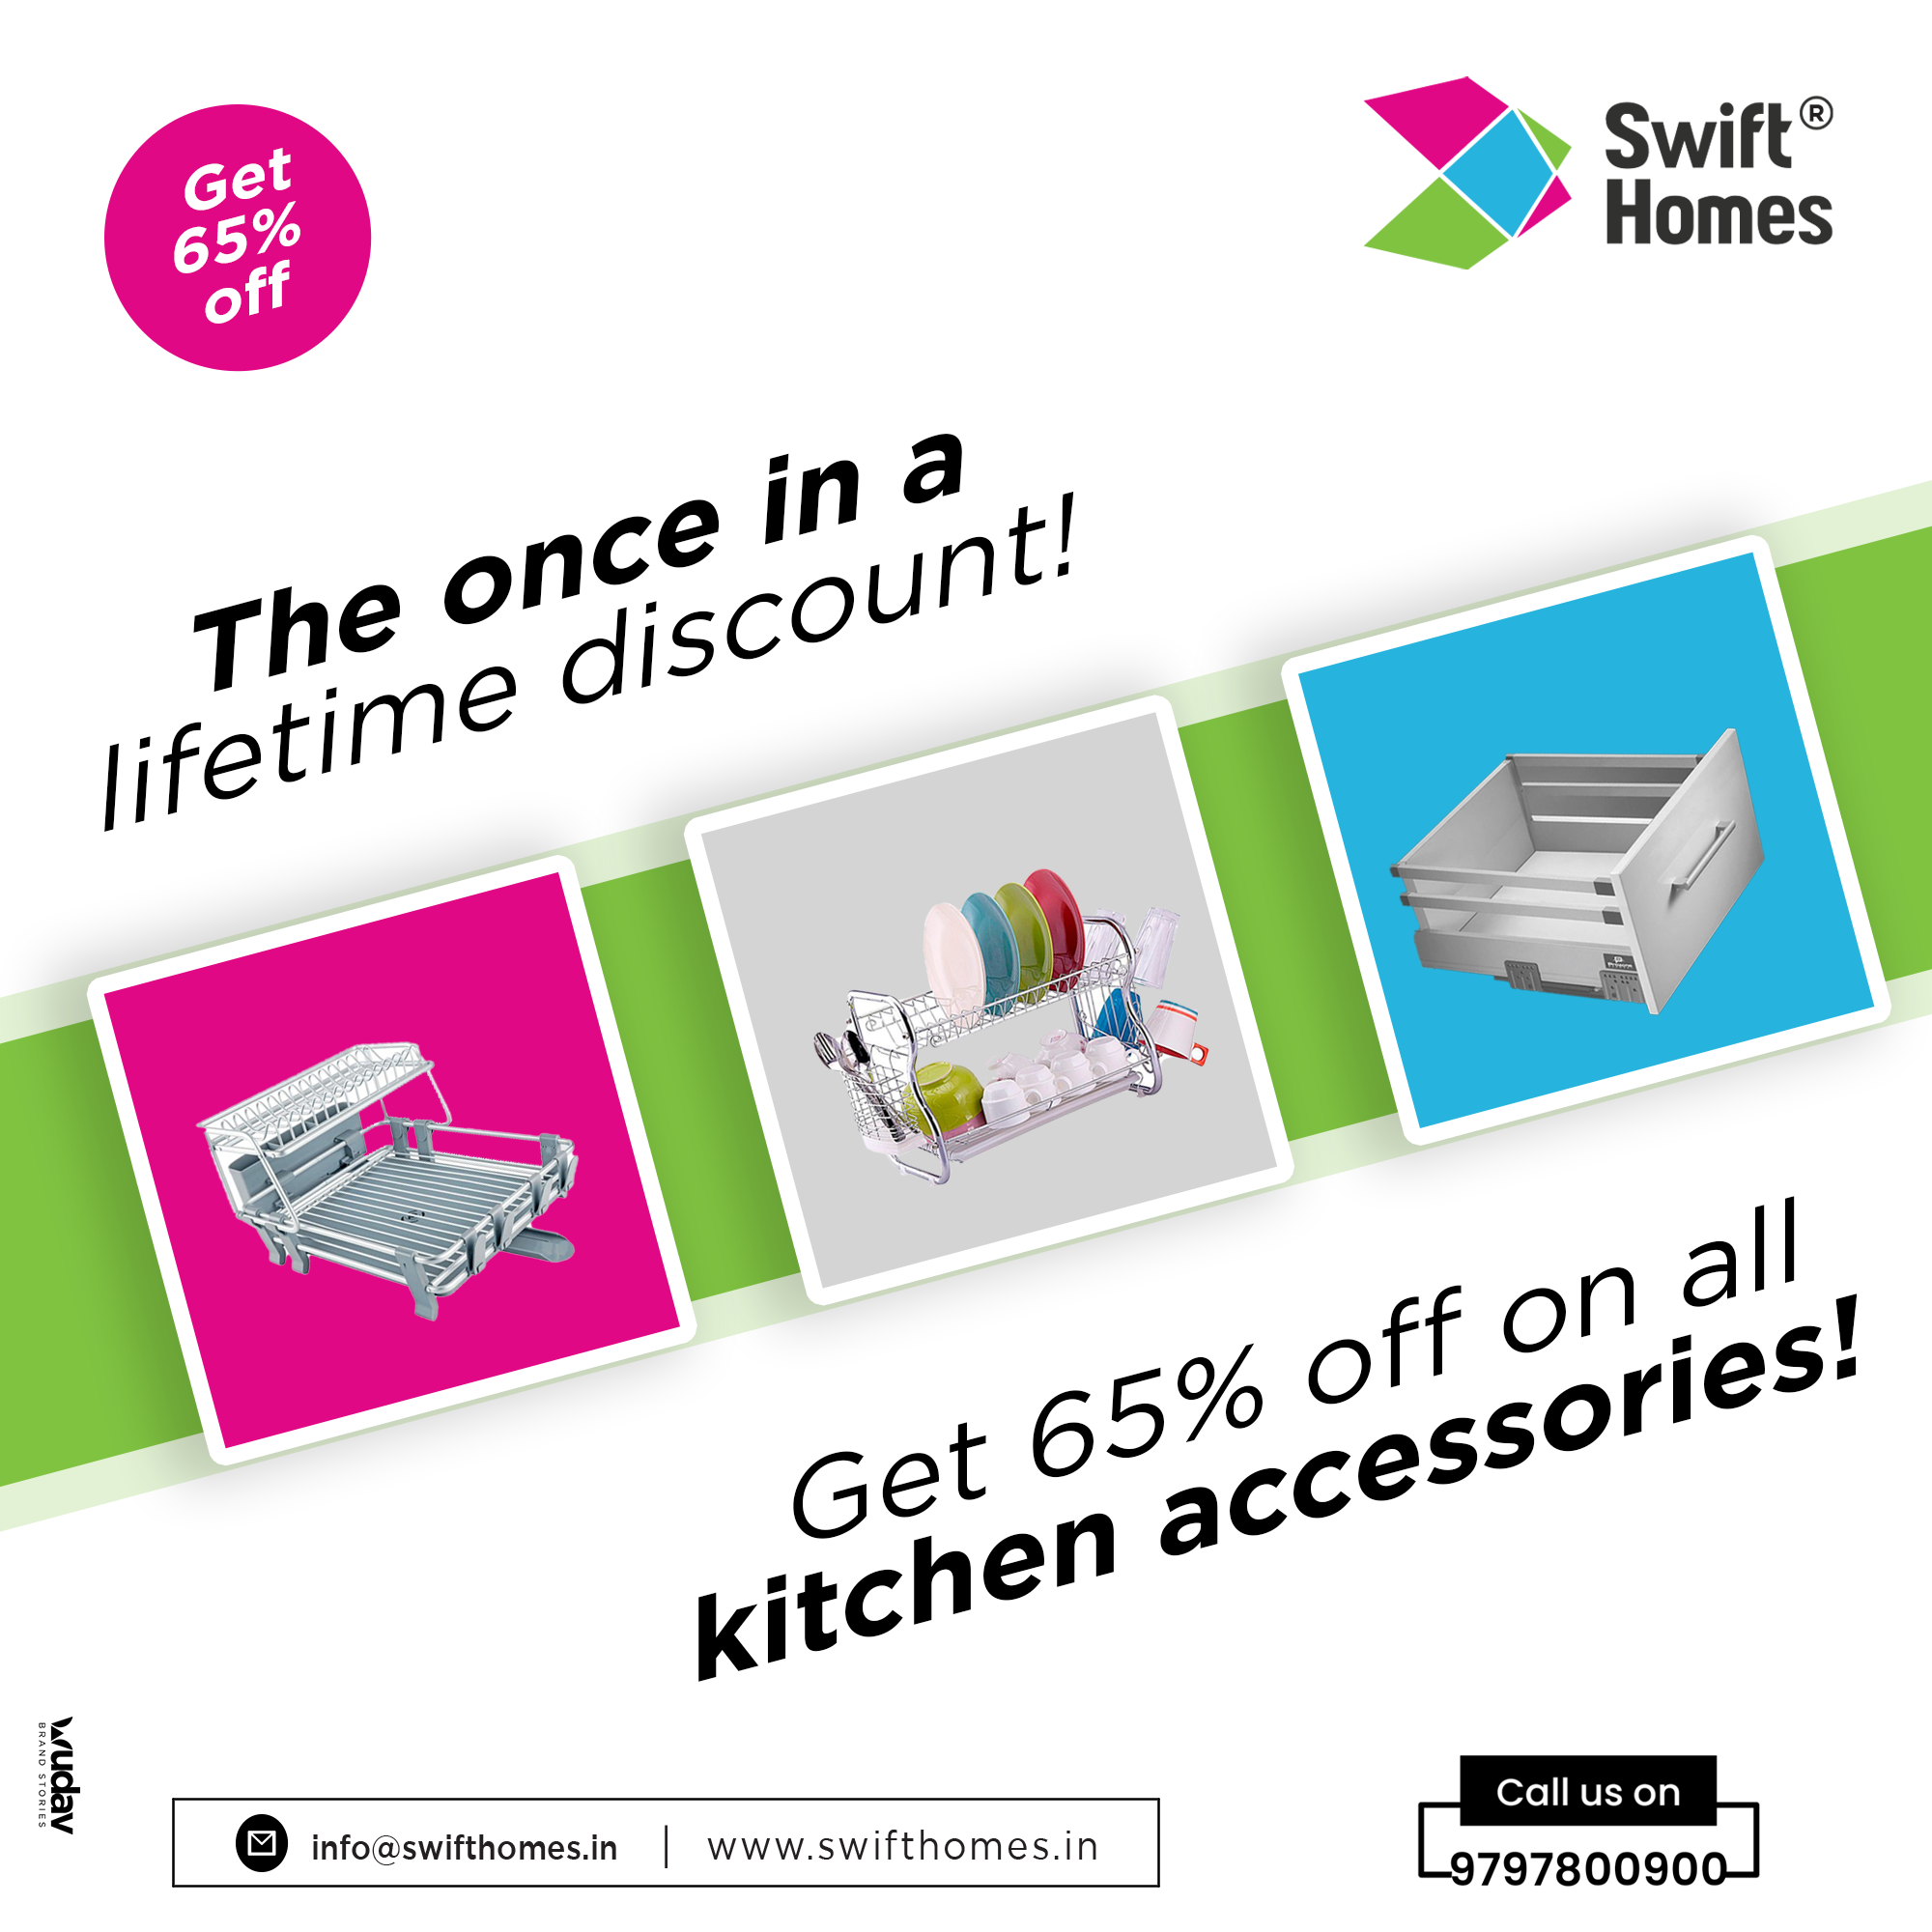 Get
65%
off
Swift®
Homes
The once in a
lifetime discount!
Get 65% off on all
kitchen accessories!
wudav
BRAND STORIES
info@swifthomes.in | www.swifthomes.in
Call us on
9797800900